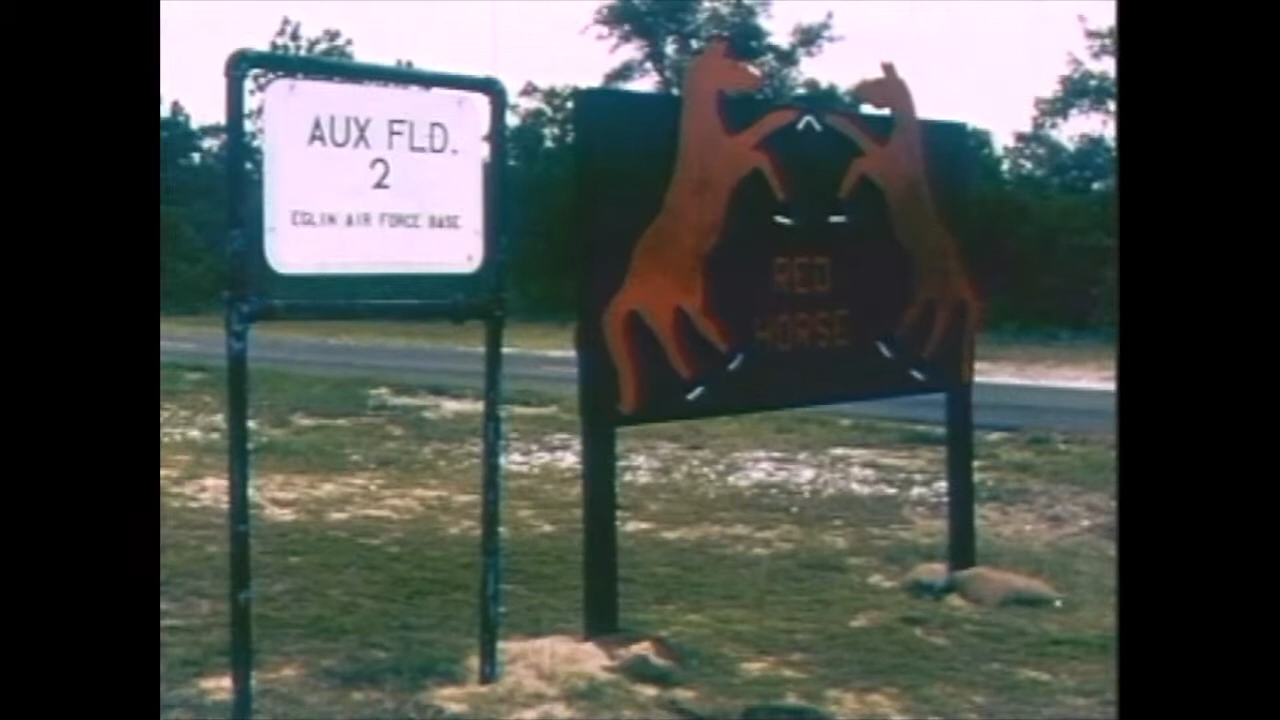 AUX FLD.
2
EGLIN AIR FORCE BASE
RED
HORSE